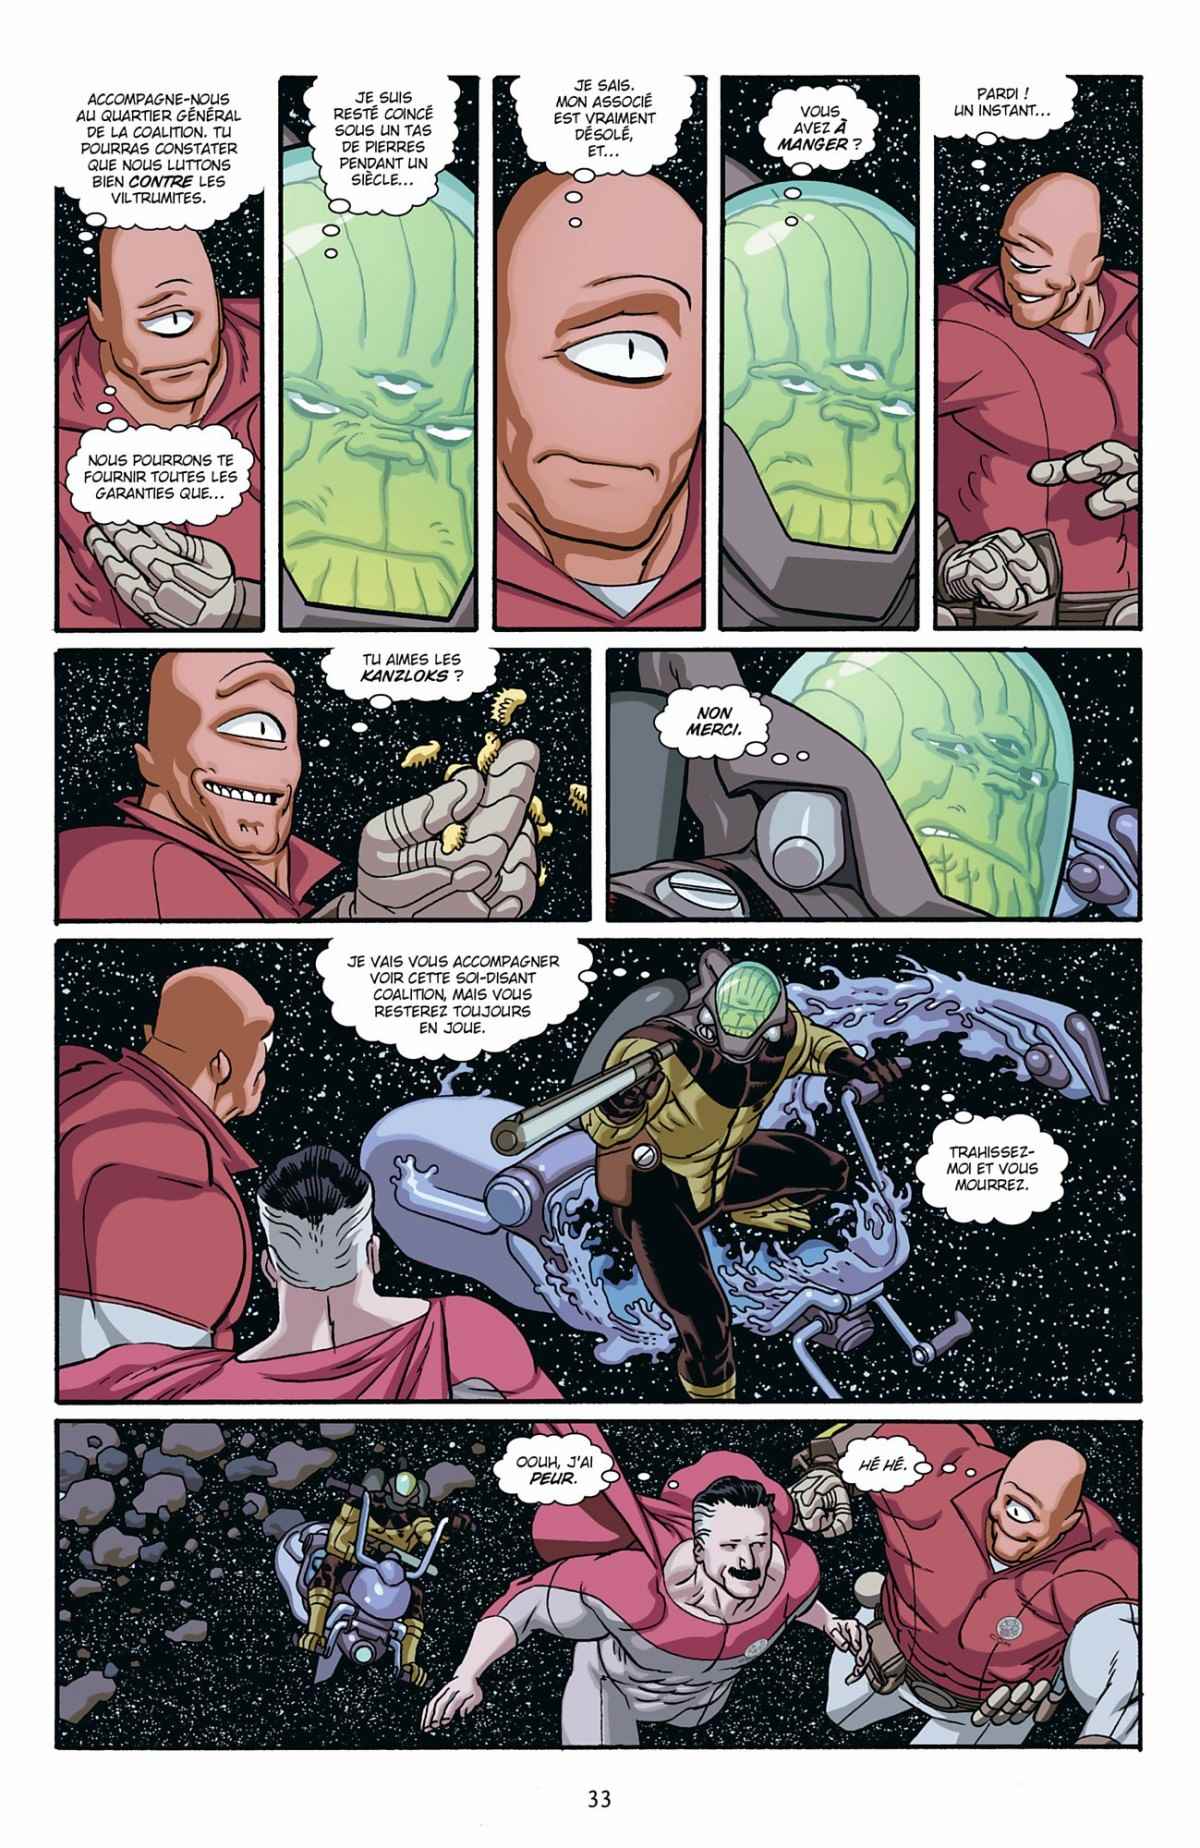 ACCOMPAGNE-NOUS
AU QUARTIER GÉNÉRAL
DE LA COALITION. TU
POURRAS CONSTATER
QUE NOUS LUTTONS
BIEN CONTRE LES
VILTRUMITES.
NOUS POURRONS TE
FOURNIR TOUTES LES
GARANTIES QUE...
JE SUIS
RESTÉ COINCÉ
SOUS UN TAS
DE PIERRES
PENDANT UN
SIÈCLE...
JE SAIS.
MON ASSOCIÉ
EST VRAIMENT
DÉSOLÉ,
ET...
VOUS
AVEZ À
MANGER ?
PARDI !
UN INSTANT...
TU AIMES LES
KANZLOKS ?
NON
MERCI.
JE VAIS VOUS ACCOMPAGNER
VOIR CETTE SOI-DISANT
COALITION, MAIS VOUS
RESTEREZ TOUJOURS
EN JOUE.
TRAHISSEZ-
MOI ET VOUS
MOURREZ.
OOUH, J'AI
PEUR.
HÉ HÉ.
33